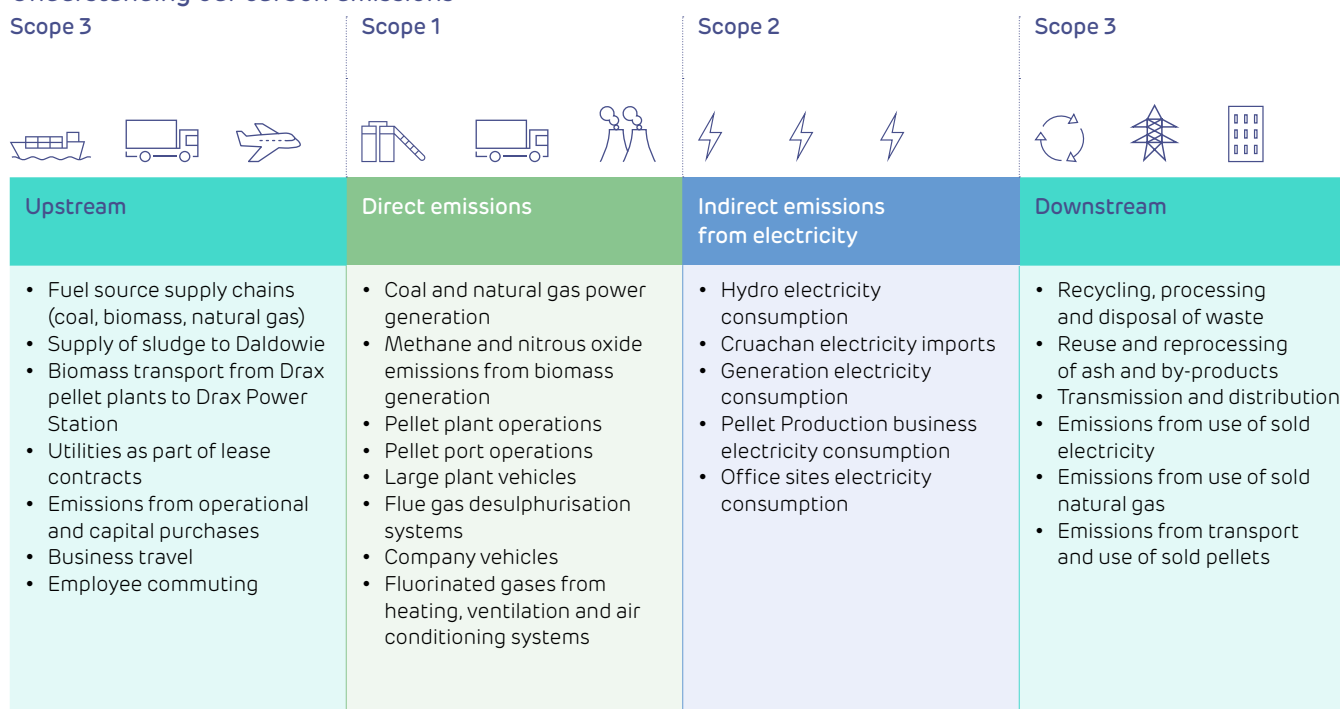 Understanding our carbon emissions
Scope 3
Scope 1
Scope 2
Scope 3
Upstream
• Fuel source supply chains
(coal, biomass, natural gas)
• Supply of sludge to Daldowie
• Biomass transport from Drax
pellet plants to Drax Power
Station
• Utilities as part of lease
contracts
• Emissions from operational
and capital purchases
• Business travel
• Employee commuting
Direct emissions
• Coal and natural gas power
generation
• Methane and nitrous oxide
emissions from biomass
generation
• Pellet plant operations
• Pellet port operations
• Large plant vehicles
• Flue gas desulphurisation
systems
• Company vehicles
• Fluorinated gases from
heating, ventilation and air
conditioning systems
Indirect emissions
from electricity
• Hydro electricity
consumption
• Cruachan electricity imports
• Generation electricity
consumption
• Pellet Production business
electricity consumption
• Office sites electricity
consumption
Downstream
• Recycling, processing
and disposal of waste
• Reuse and reprocessing
of ash and by-products
• Transmission and distribution
• Emissions from use of sold
electricity
• Emissions from use of sold
natural gas
• Emissions from transport
and use of sold pellets